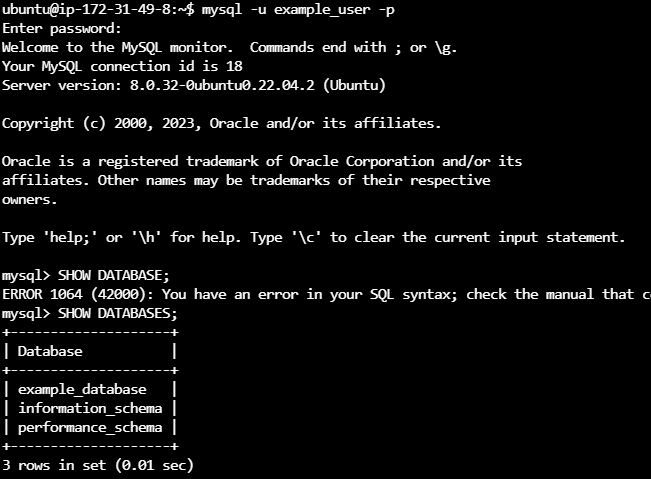 ubuntu@ip-172-31-49-8:~$ mysql -u example_user -p
Enter password:
Welcome to the MySQL monitor.  Commands end with ; or \g.
Your MySQL connection id is 18
Server version: 8.0.32-0ubuntu0.22.04.2 (Ubuntu)
Copyright (c) 2000, 2023, Oracle and/or its affiliates.
Oracle is a registered trademark of Oracle Corporation and/or its
affiliates. Other names may be trademarks of their respective
owners.
Type 'help;' or '\h' for help. Type '\c' to clear the current input statement.
mysql> SHOW DATABASE;
ERROR 1064 (42000): You have an error in your SQL syntax; check the manual that c
mysql> SHOW DATABASES;
+--------------------+
| Database           |
+--------------------+
| example_database   |
| information_schema |
| performance_schema |
+--------------------+
3 rows in set (0.01 sec)